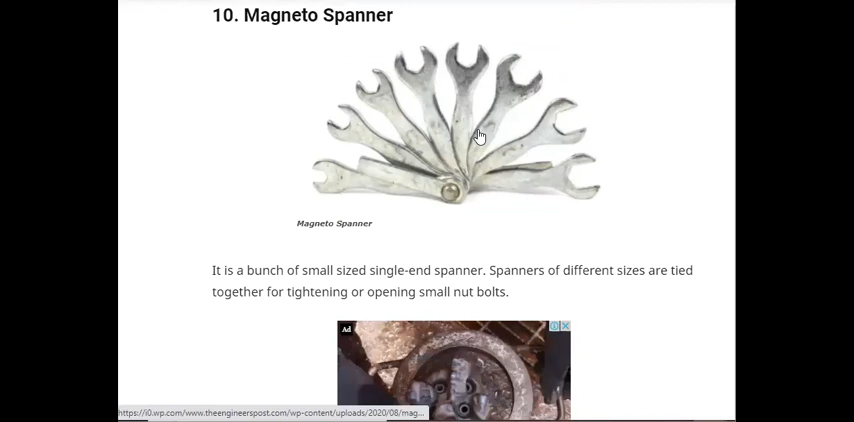 10. Magneto Spanner
Magneto Spanner
It is a bunch of small sized single-end spanner. Spanners of different sizes are tied
together for tightening or opening small nut bolts.
Ad
https://i0.wp.com/www.theengineerspost.com/wp-content/uploads/2020/08/mag...